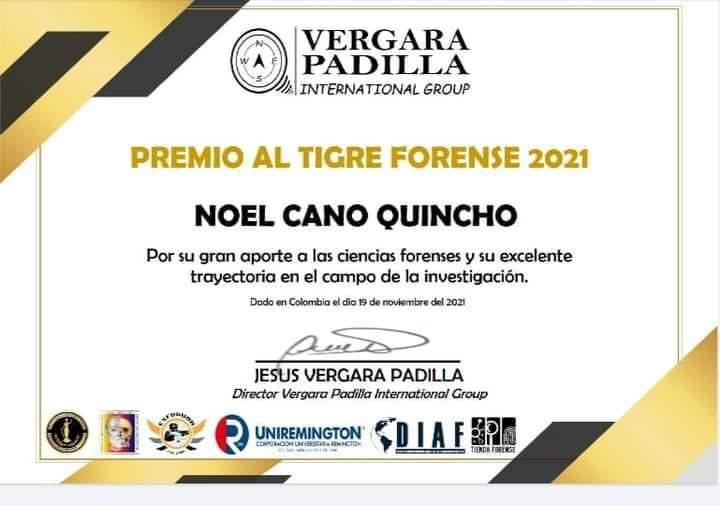 N
W E
S
VERGARA
PADILLA
INTERNATIONAL GROUP
PREMIO AL TIGRE FORENSE 2021
NOEL CANO QUINCHO
Por su gran aporte a las ciencias forenses y su excelente
trayectoria en el campo de la investigación.
Dado en Colombia el día 19 de noviembre del 2021
JESUS VERGARA PADILLA
Director Vergara Padilla International Group
UNIREMINGTON
CORPORACIÓN UNIVERSITARIA REMINGTON
DIAF
TIENDA FORENSE